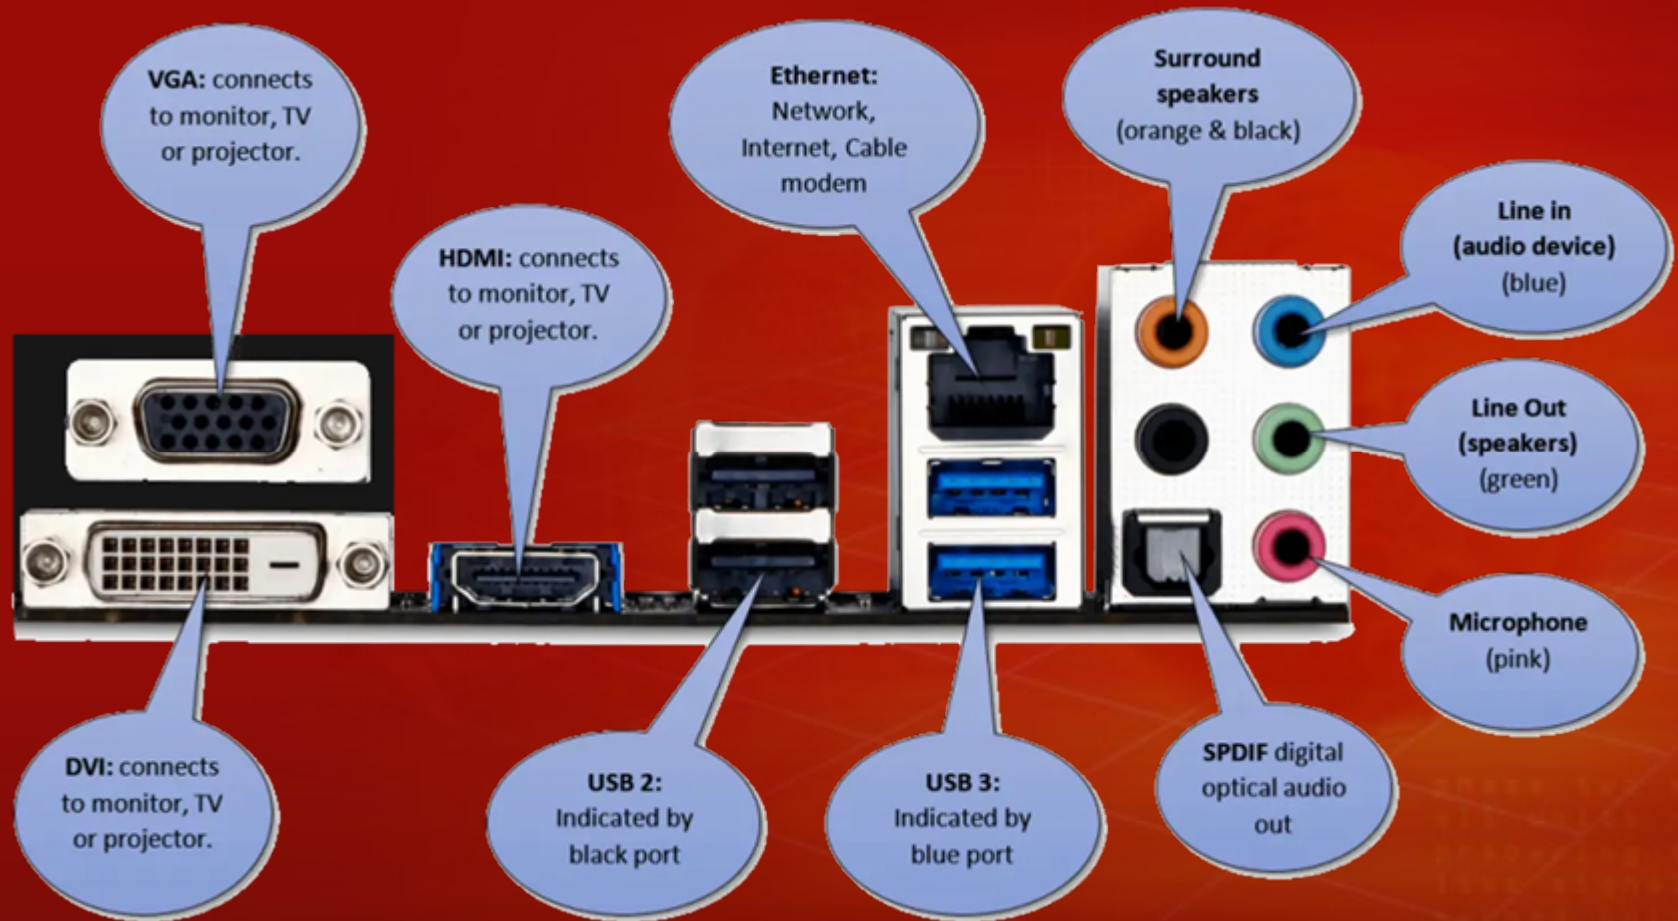 VGA: connects
to monitor, TV
or projector.
Ethernet:
Network,
Internet, Cable
modem
Surround
speakers
(orange & black)
HDMI: connects
to monitor, TV
or projector.
Line in
(audio device)
(blue)
Line Out
(speakers)
(green)
Microphone
(pink)
DVI: connects
to monitor, TV
or projector.
USB 2:
Indicated by
black port
USB 3:
Indicated by
blue port
SPDIF digital
optical audio
out